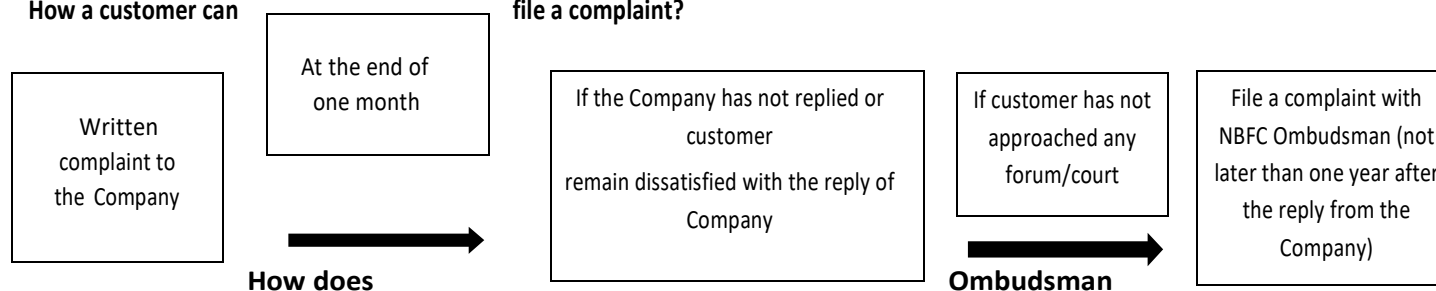 How a customer can file a complaint?
Written
complaint to
the Company
At the end of
one month
If the Company has not replied or
customer
remain dissatisfied with the reply of
Company
If customer has not
approached any
forum/court
File a complaint with
NBFC Ombudsman (not
later than one year after
the reply from the
Company)
How does Ombudsman